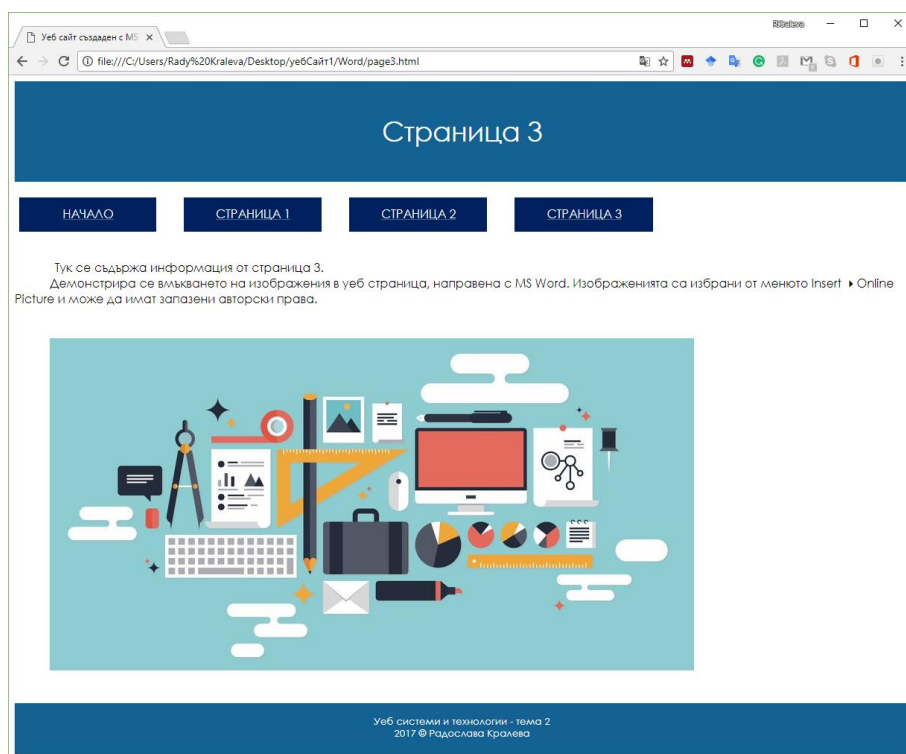 Уеб сайт създаден с MS
file:///C:/Users/Rady%20Kraleva/Desktop/уебСайт1/Word/page3.html
Страница 3
НАЧАЛО СТРАНИЦА 1 СТРАНИЦА 2 СТРАНИЦА 3
Тук се съдържа информация от страница 3.
Демонстрира се вмъкването на изображения в уеб страница, направена с MS Word. Изображенията са избрани от менюто Insert ▸ Online
Picture и може да имат запазени авторски права.
Уеб системи и технологии - тема 2
2017 © Радослава Кралева